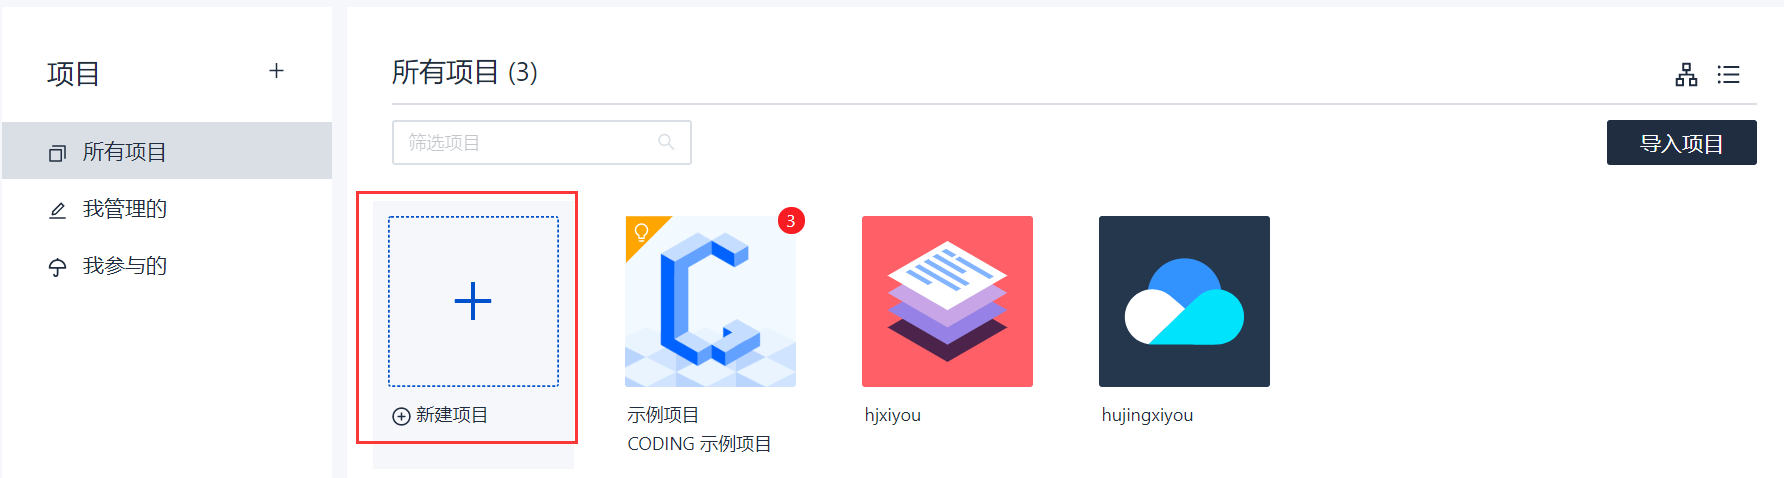 项目
所有项目
我管理的
我参与的
所有项目 (3)
筛选项目
导入项目
新建项目
3
示例项目
CODING 示例项目
hjxiyou
hujingxiyou